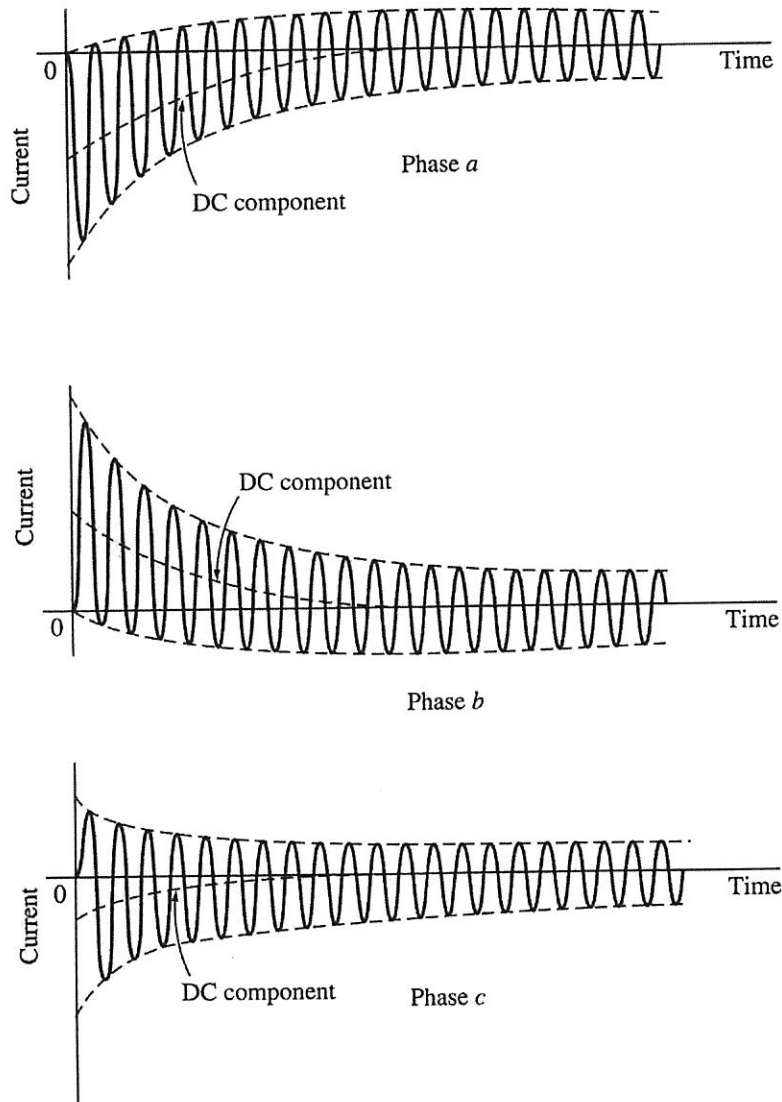 0
Time
Current
Phase a
DC component
Current
DC component
0
Time
Phase b
0
Time
Current
DC component
Phase c